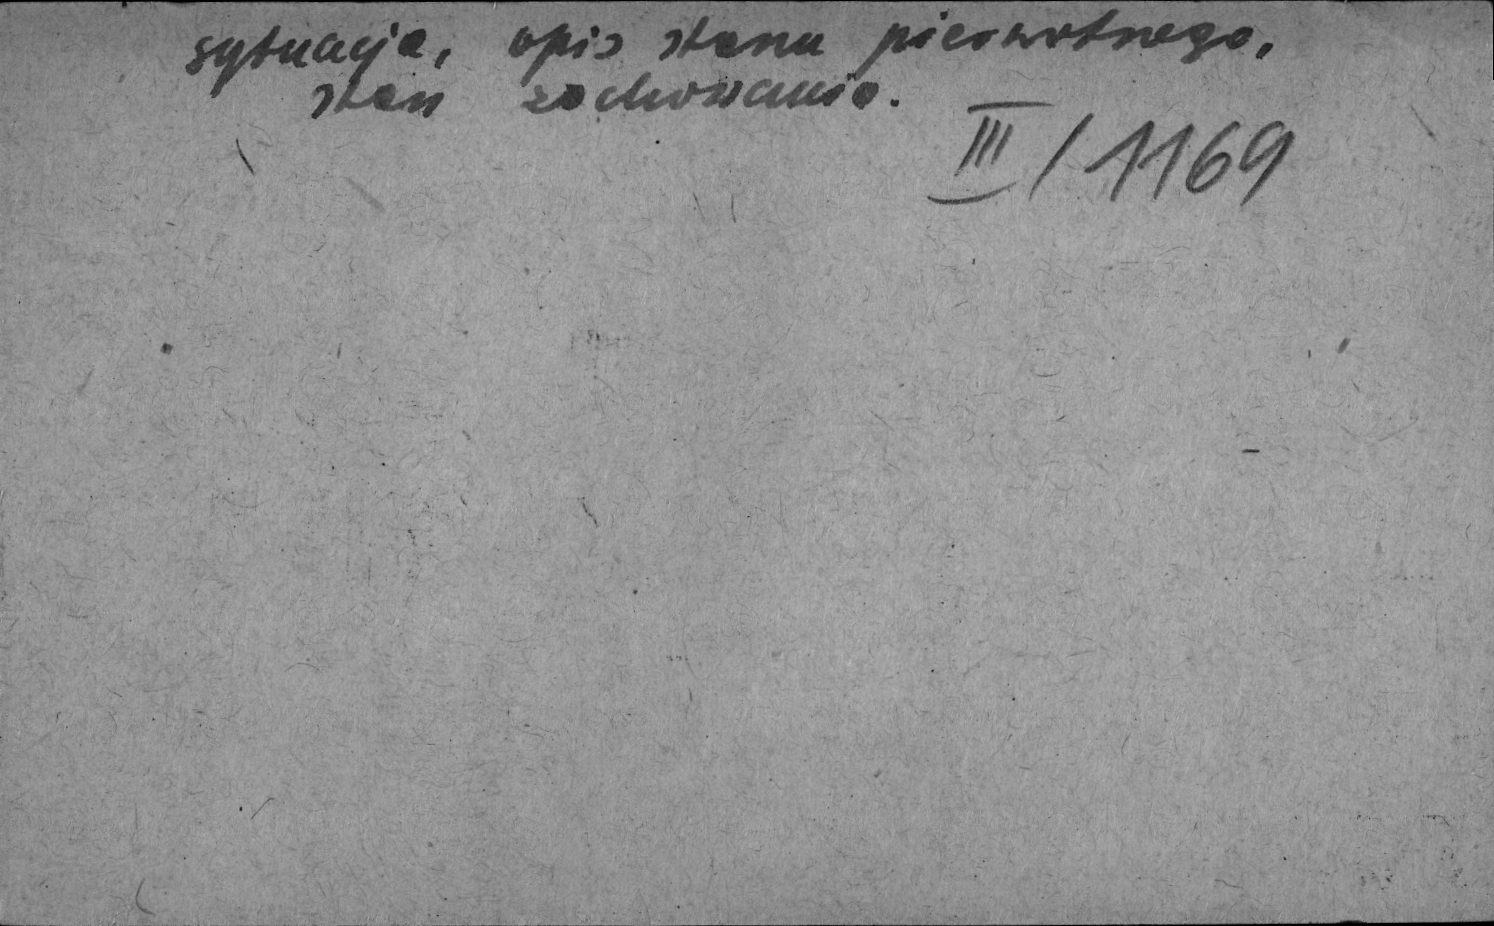 sytuacja, opis stanu pierwotnego,
stan zachowania.
III / 1169